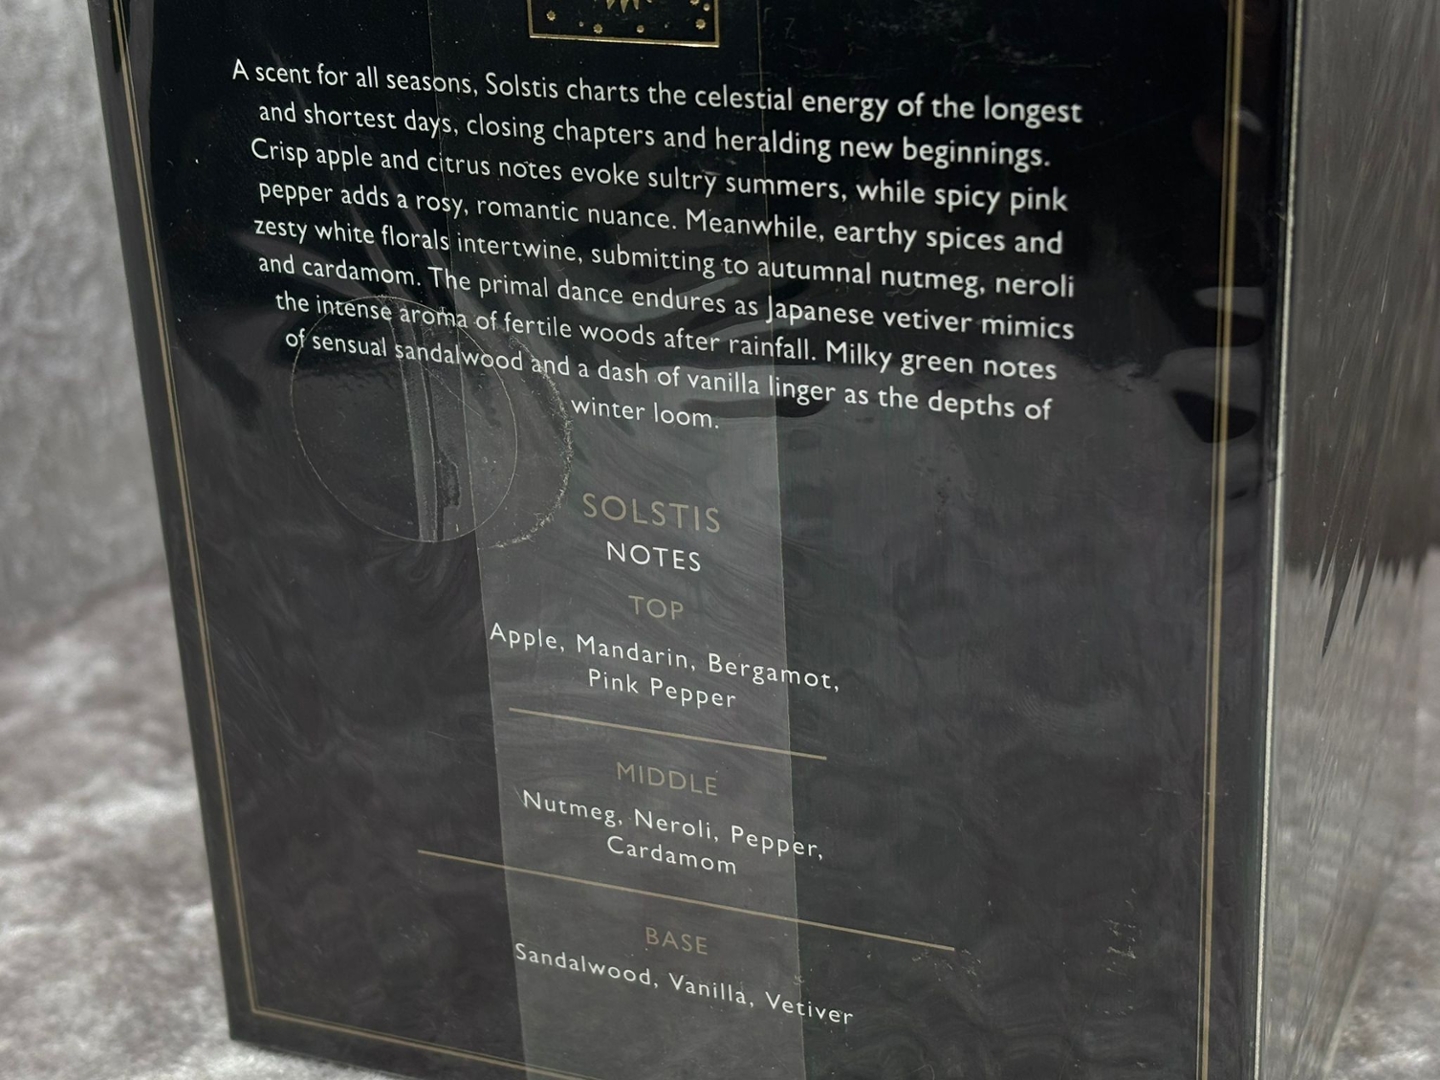 A scent for all seasons, Solstis charts the celestial energy of the longest
and shortest days, closing chapters and heralding new beginnings.
Crisp apple and citrus notes evoke sultry summers, while spicy pink
pepper adds a rosy, romantic nuance. Meanwhile, earthy spices and
zesty white florals intertwine, submitting to autumnal nutmeg, neroli
and cardamom. The primal dance endures as Japanese vetiver mimics
the intense aroma of fertile woods after rainfall. Milky green notes
of sensual sandalwood and a dash of vanilla linger as the depths of
winter loom.
SOLSTIS
NOTES
TOP
Apple, Mandarin, Bergamot,
Pink Pepper
MIDDLE
Nutmeg, Neroli, Pepper,
Cardamom
BASE
Sandalwood, Vanilla, Vetiver